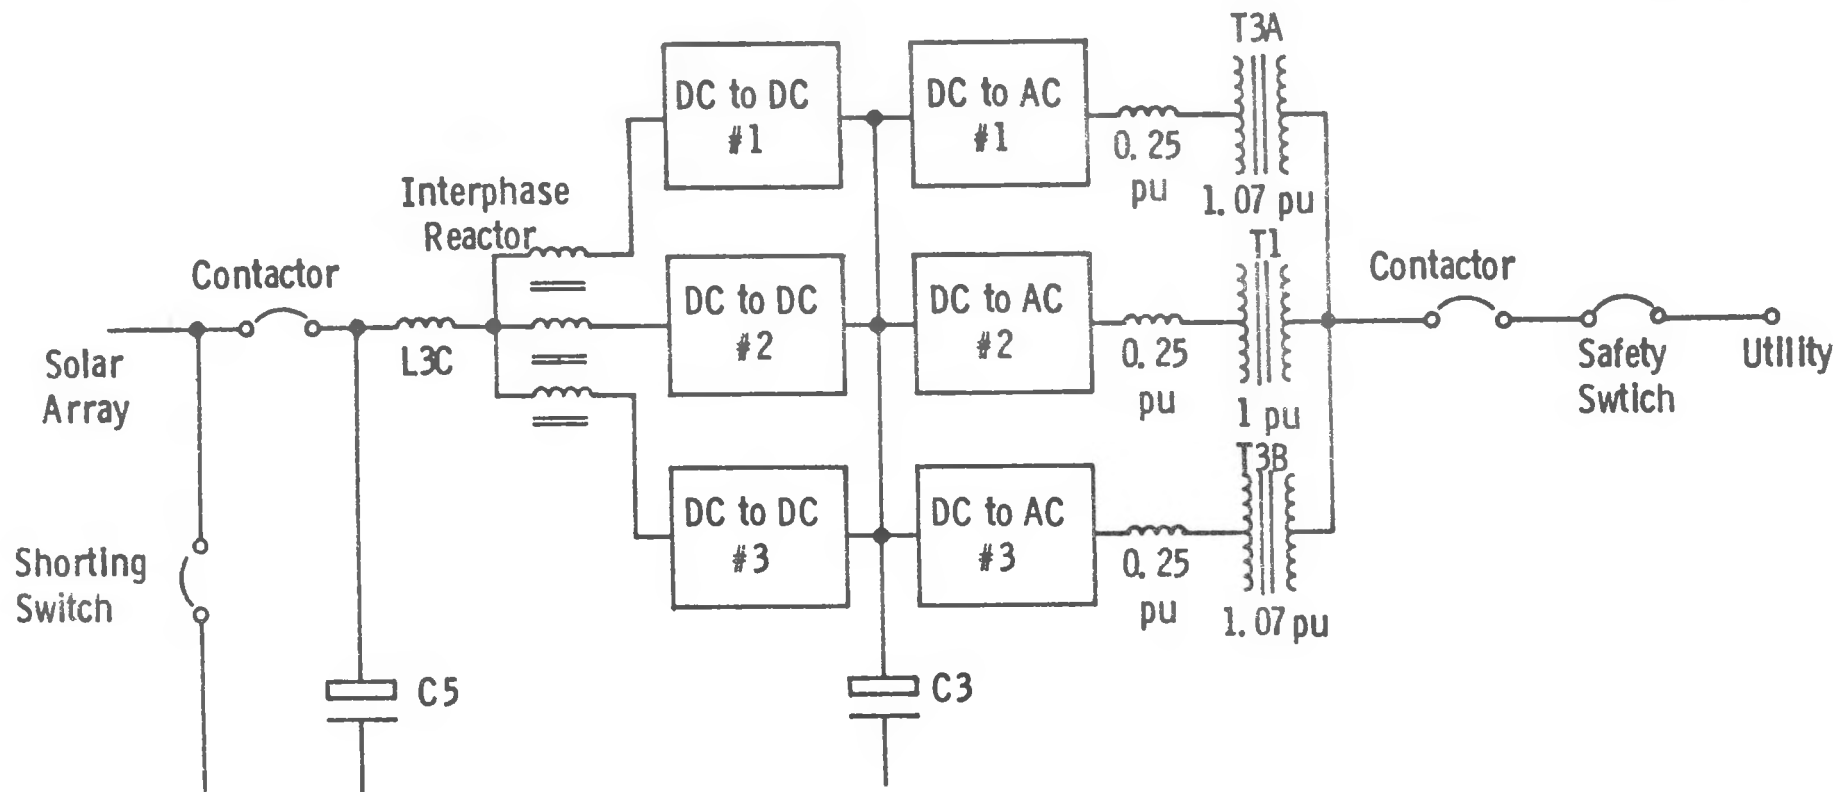 T3A
DC to DC
#1
DC to AC
#1
0.25
pu
1.07 pu
Interphase
Reactor
Contactor
Solar
Array
L3C
DC to DC
#2
DC to AC
#2
0.25
pu
T1
1 pu
Contactor
Safety
Swtich
Utility
Shorting
Switch
DC to DC
#3
DC to AC
#3
0.25
pu
T3B
1.07 pu
C5
C3